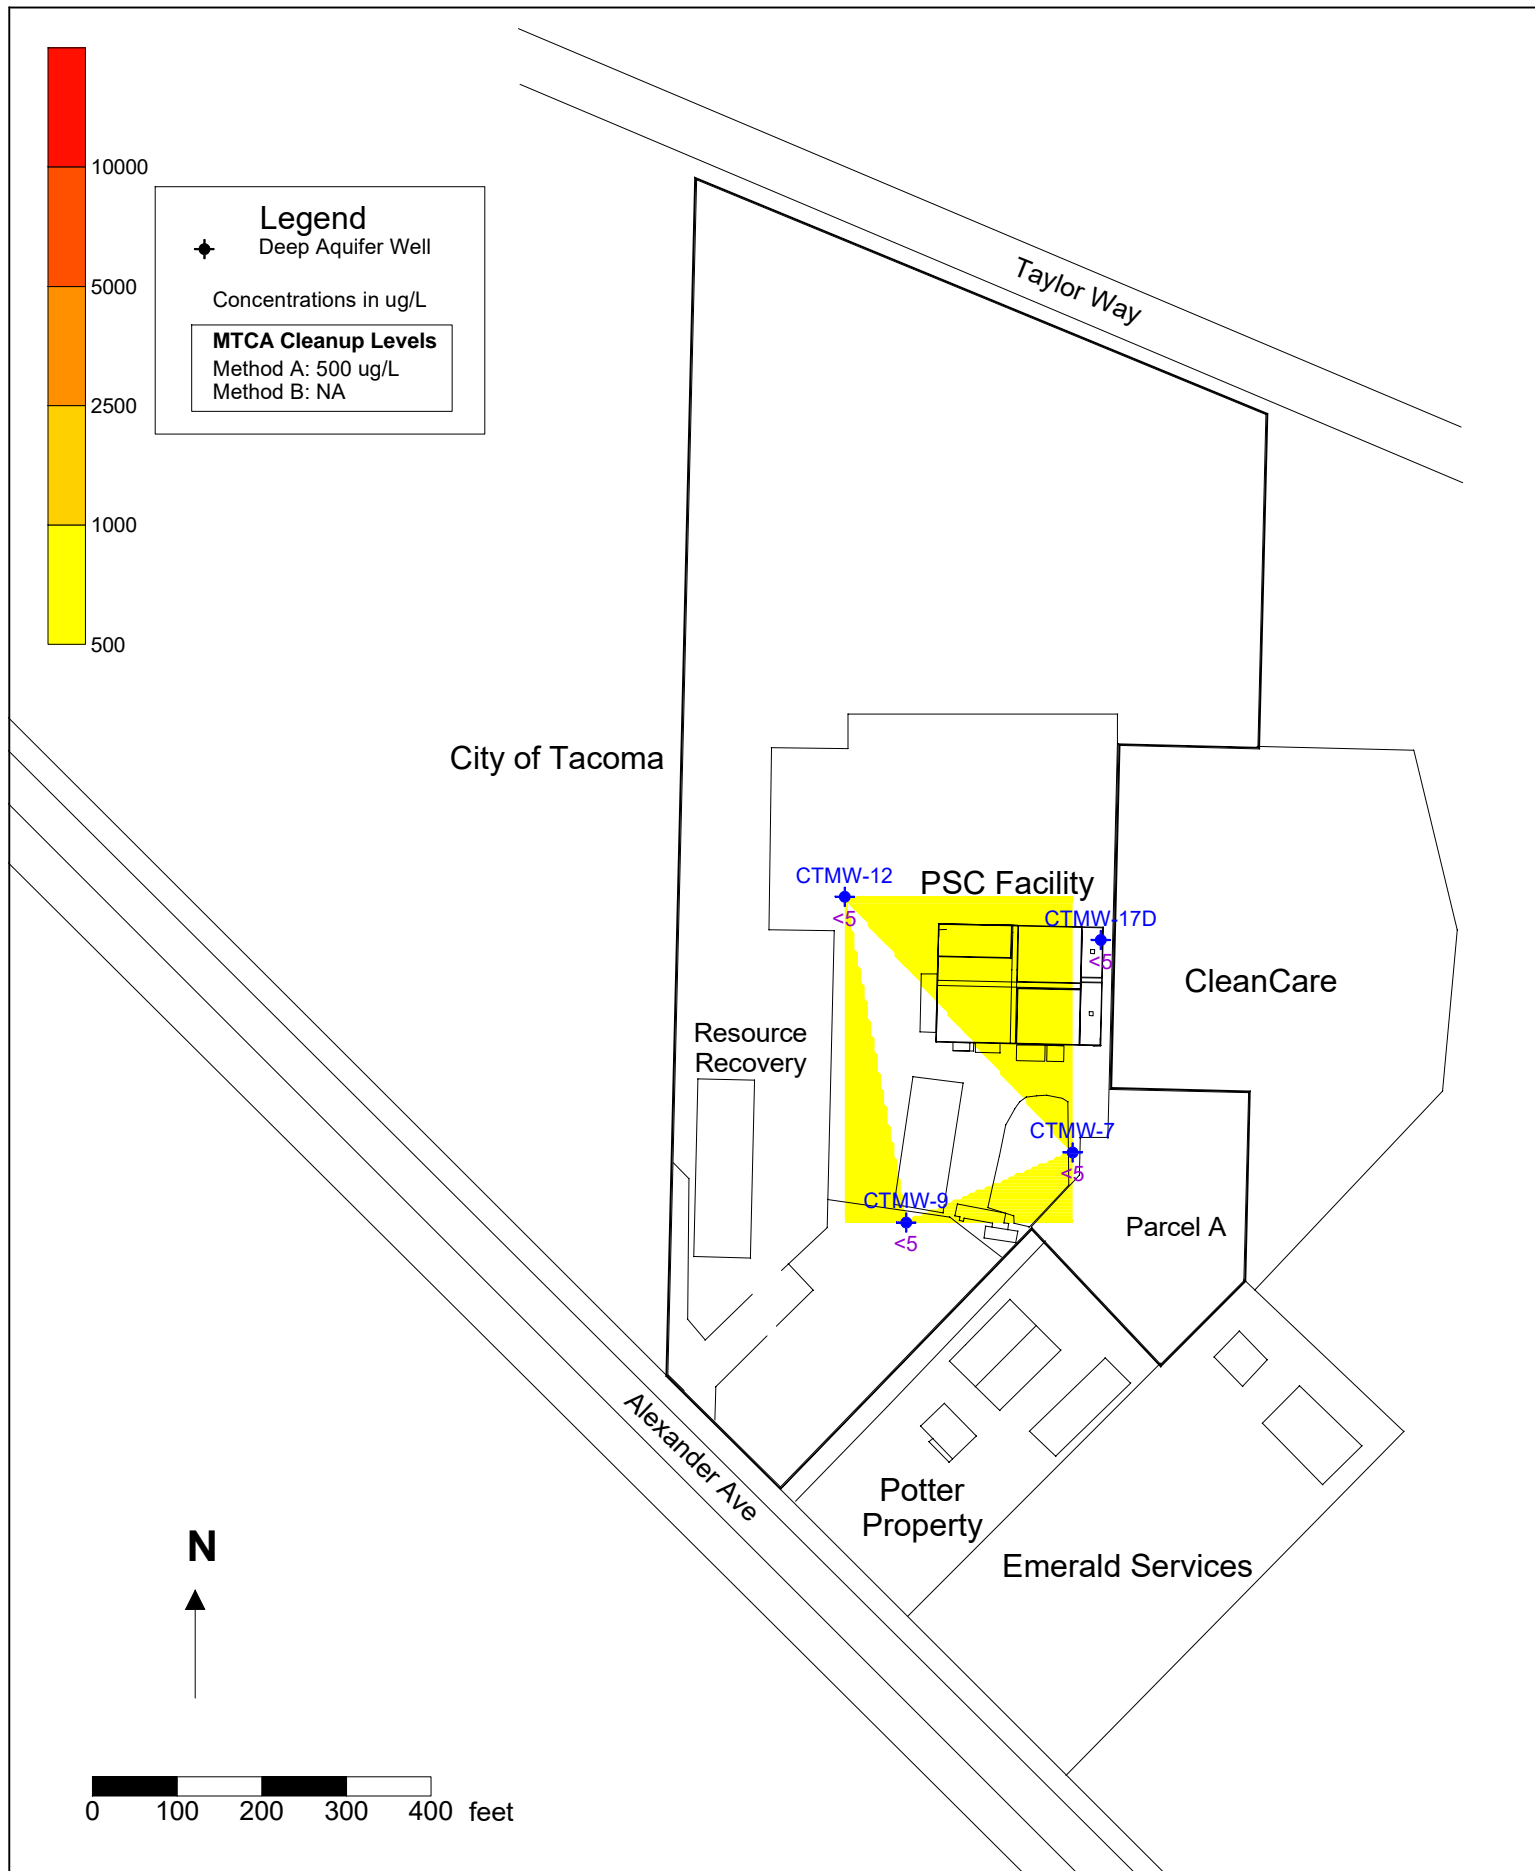 10000
5000
2500
1000
500
Legend
Deep Aquifer Well
Concentrations in ug/L
MTCA Cleanup Levels
Method A: 500 ug/L
Method B: NA
Taylor Way
City of Tacoma
PSC Facility
CTMW-12
<5
CTMW-17D
<5
CleanCare
Resource
Recovery
CTMW-7
<5
CTMW-9
<5
Parcel A
Alexander Ave
Potter
Property
Emerald Services
N
0 100 200 300 400 feet